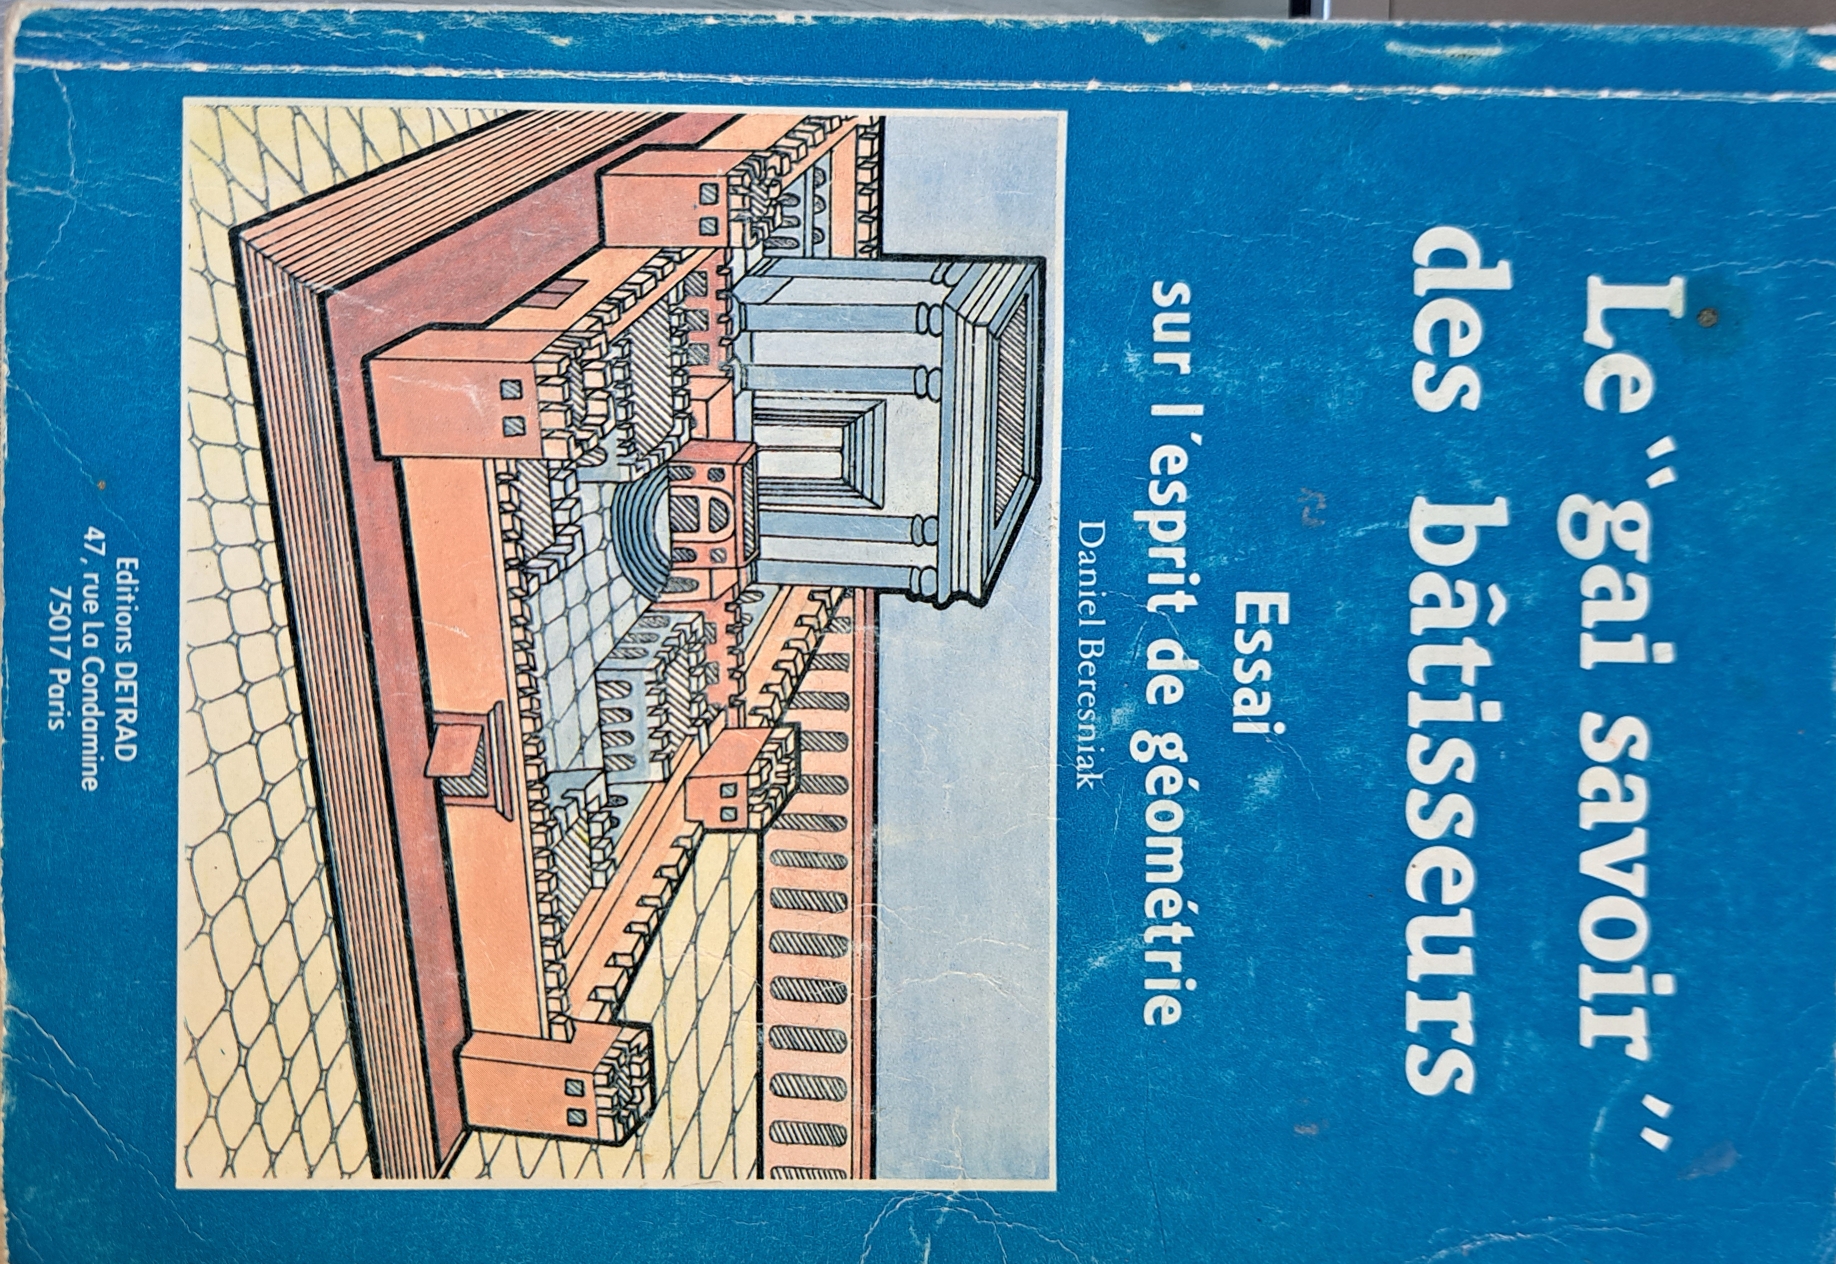 Le "gai savoir"
des bâtisseurs
Essai
sur l'esprit de géométrie
Daniel Beresniak
Editions DETRAD
47, rue La Condamine
75017 Paris